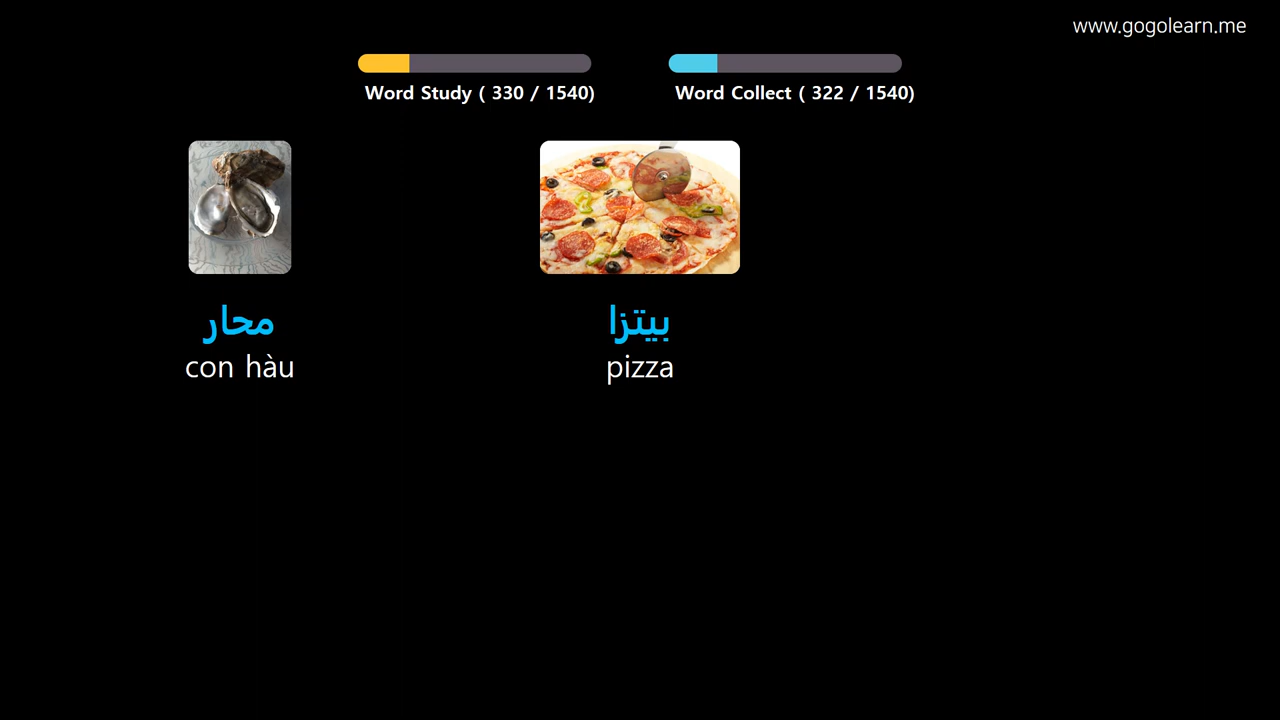 www.gogolearn.me
Word Study ( 330 / 1540)
Word Collect ( 322 / 1540)
محار
con hàu
بيتزا
pizza